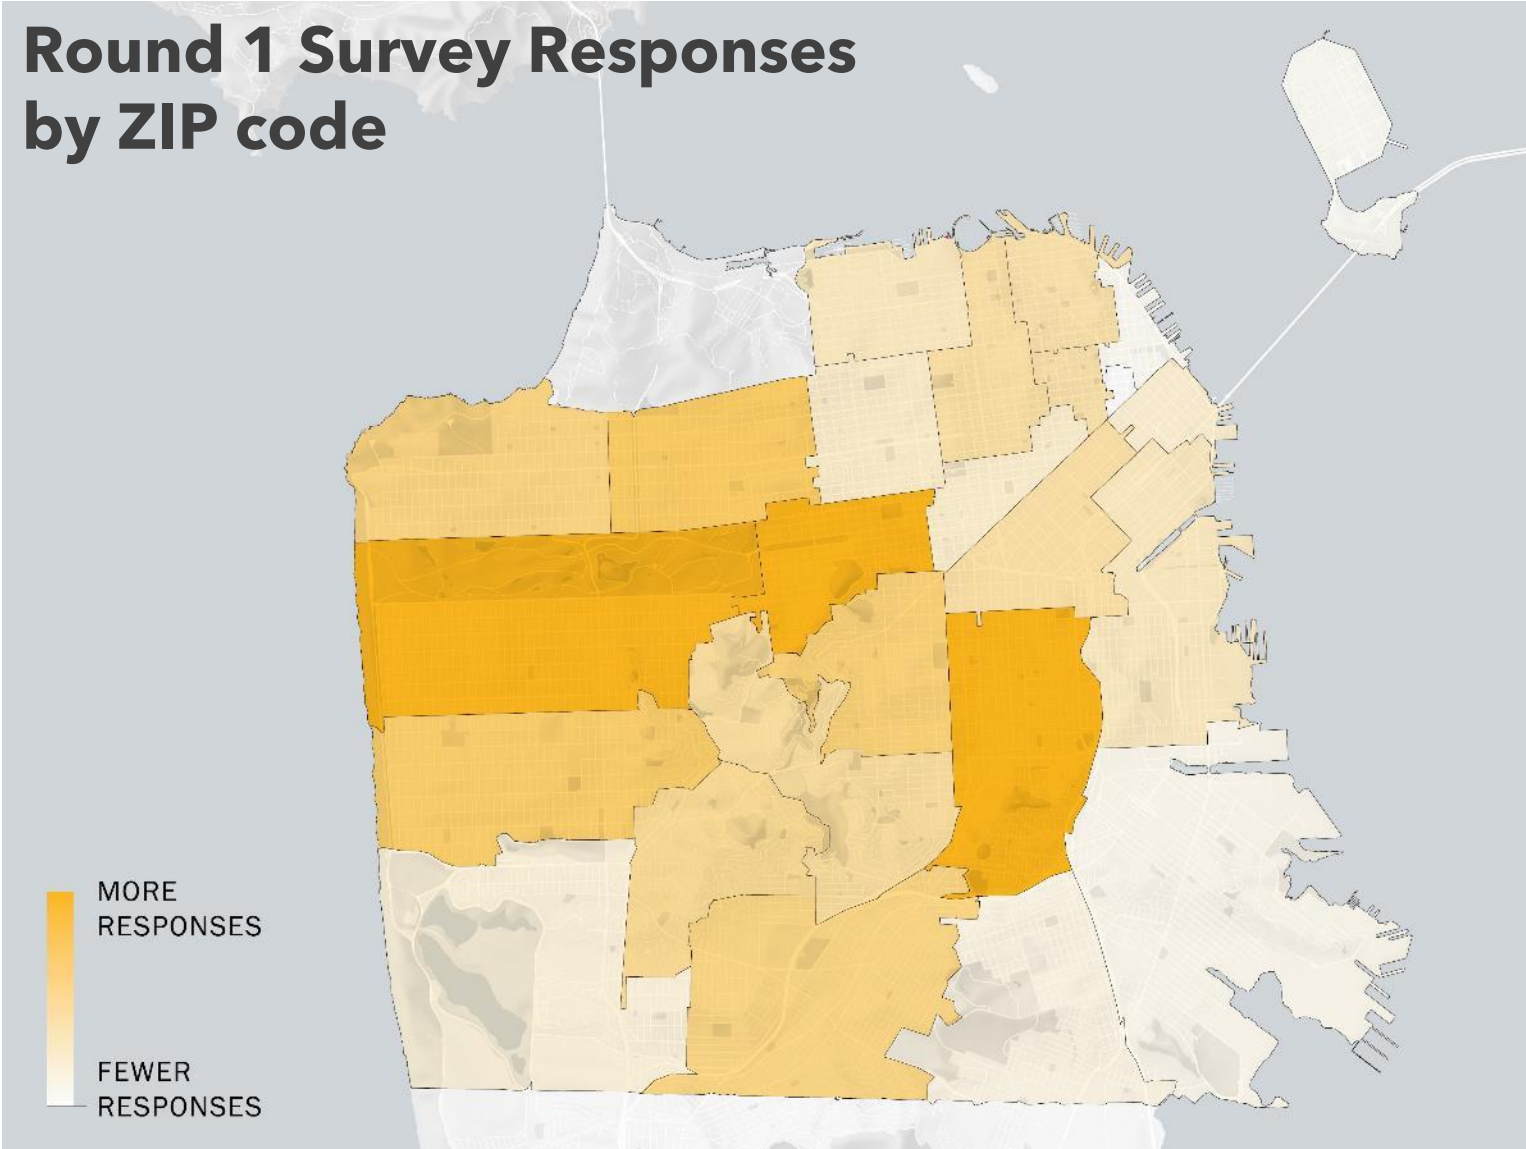 Round 1 Survey Responses
by ZIP code
MORE
RESPONSES
FEWER
RESPONSES